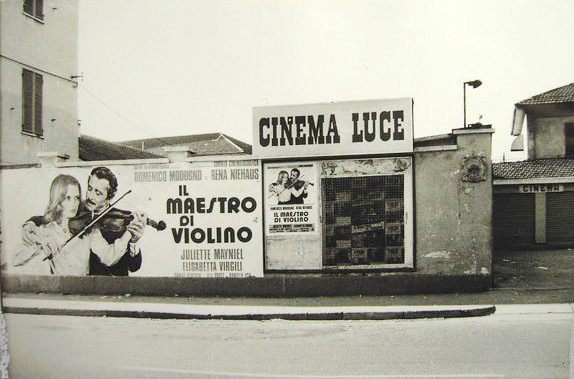 CINEMA LUCE
DOMENICO MODUGNO & RENA NIEHAUS
IL
MAESTRO
DI
VIOLINO
JULIETTE MAYNIEL
ELISABETTA VIRGILI
DOMENICO MODUGNO RENA NIEHAUS
IL
MAESTRO
DI VIOLINO
CINEMA